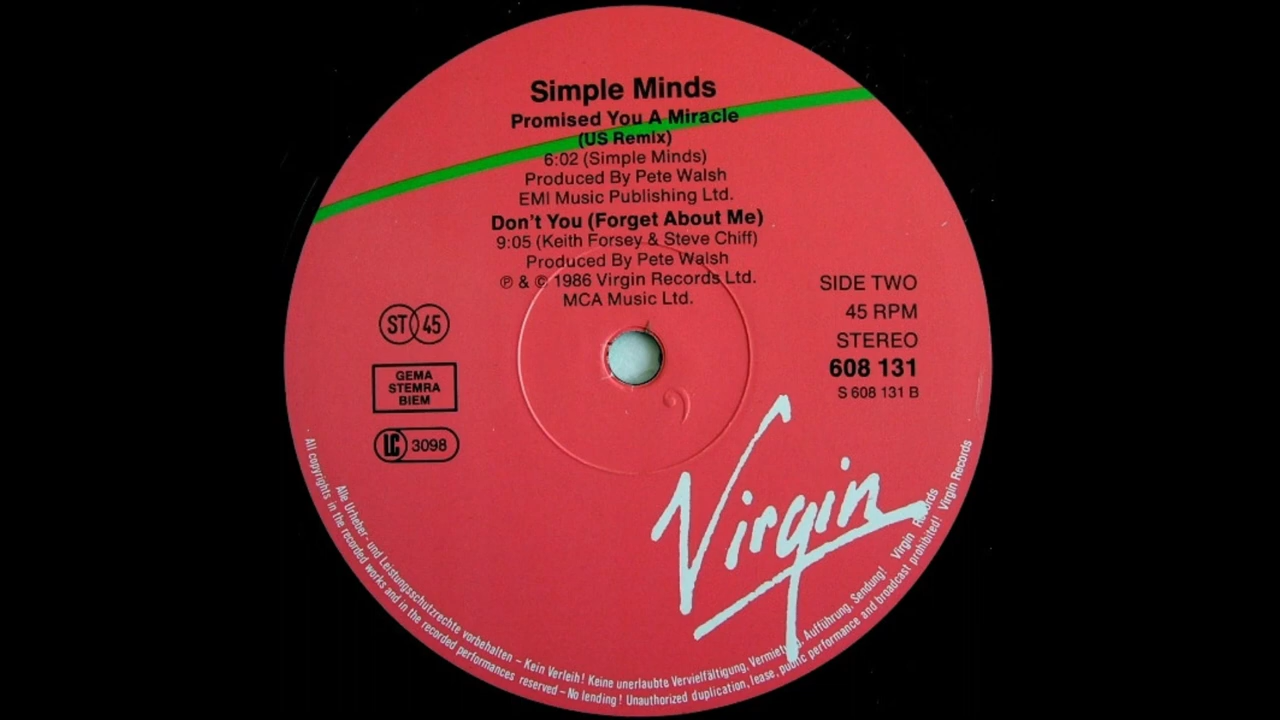 Simple Minds
Promised You A Miracle
(US Remix)
6:02 (Simple Minds)
Produced By Pete Walsh
EMI Music Publishing Ltd.
Don't You (Forget About Me)
9:05 (Keith Forsey & Steve Chiff)
Produced By Pete Walsh
℗ & © 1986 Virgin Records Ltd.
MCA Music Ltd.
SIDE TWO
45 RPM
STEREO
608 131
S 608 131 B
ST 45
GEMA
STEMRA
BIEM
LC 3098
Virgin
Alle Urheber- und Leistungsschutzrechte vorbehalten – Kein Verleih! Keine unerlaubte Vervielfältigung, Vermietung, Aufführung, Sendung! Virgin Records
All copyrights in the recorded works and in the recorded performances reserved – No lending! Unauthorized duplication, lease, public performance and broadcast prohibited! Virgin Records